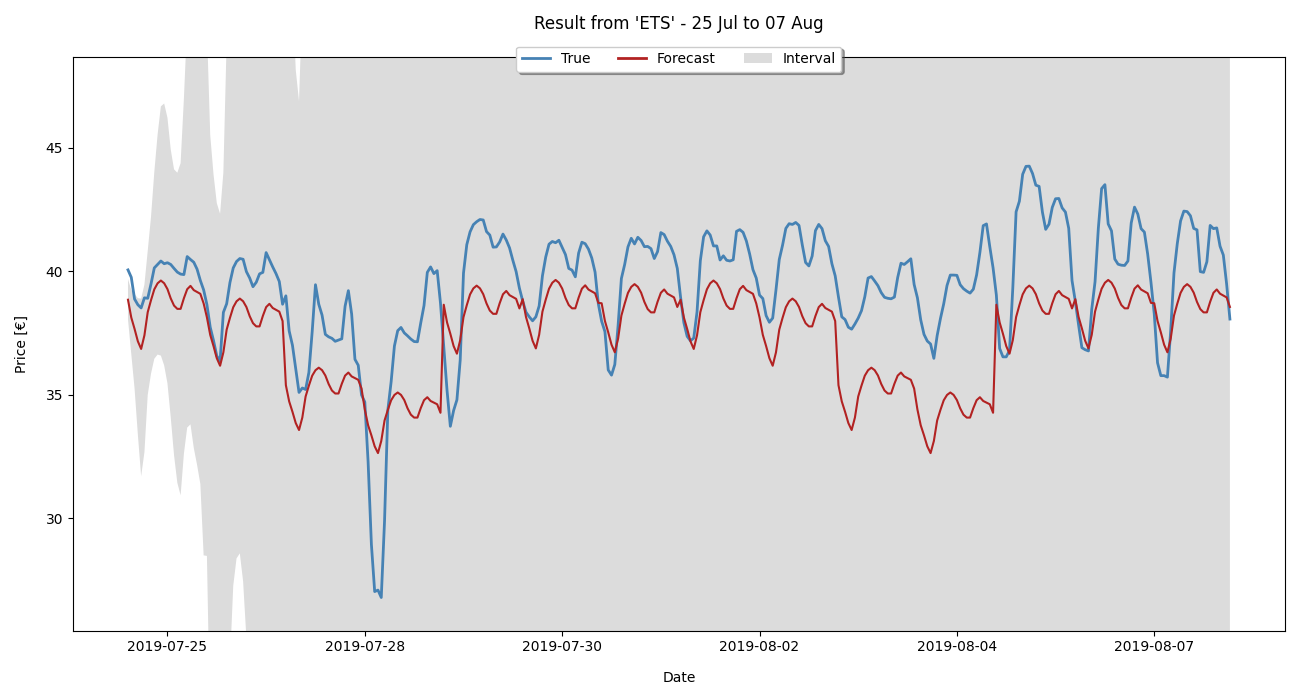 Result from 'ETS' - 25 Jul to 07 Aug
True Forecast Interval
45
40
35
30
Price [€]
2019-07-25 2019-07-28 2019-07-30 2019-08-02 2019-08-04 2019-08-07
Date